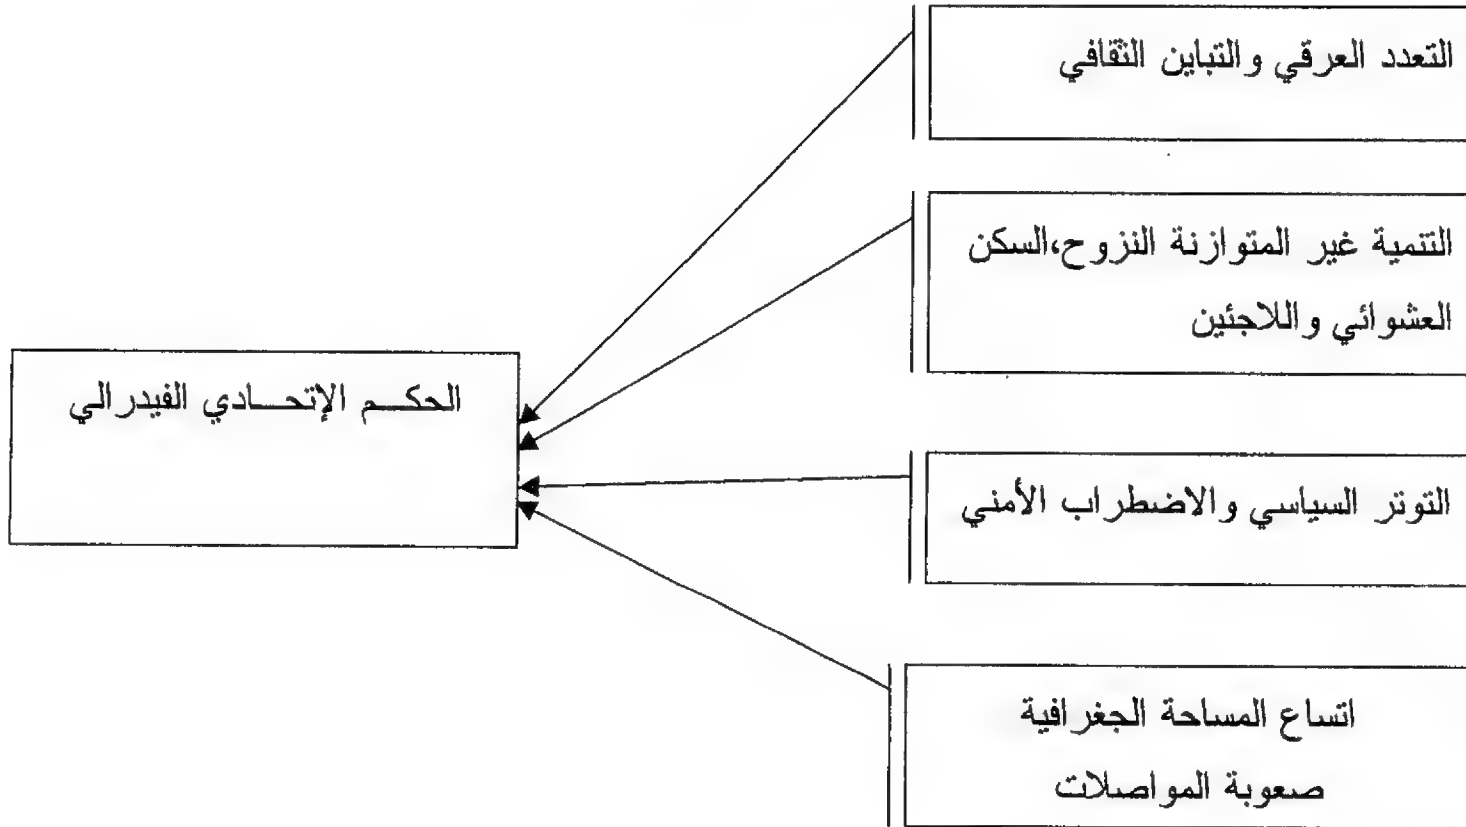 التعدد العرقي والتباين الثقافي
التنمية غير المتوازنة النزوح،السكن
العشوائي واللاجئين
الحكم الإتحادي الفيدرالي
التوتر السياسي والاضطراب الأمني
اتساع المساحة الجغرافية
صعوبة المواصلات